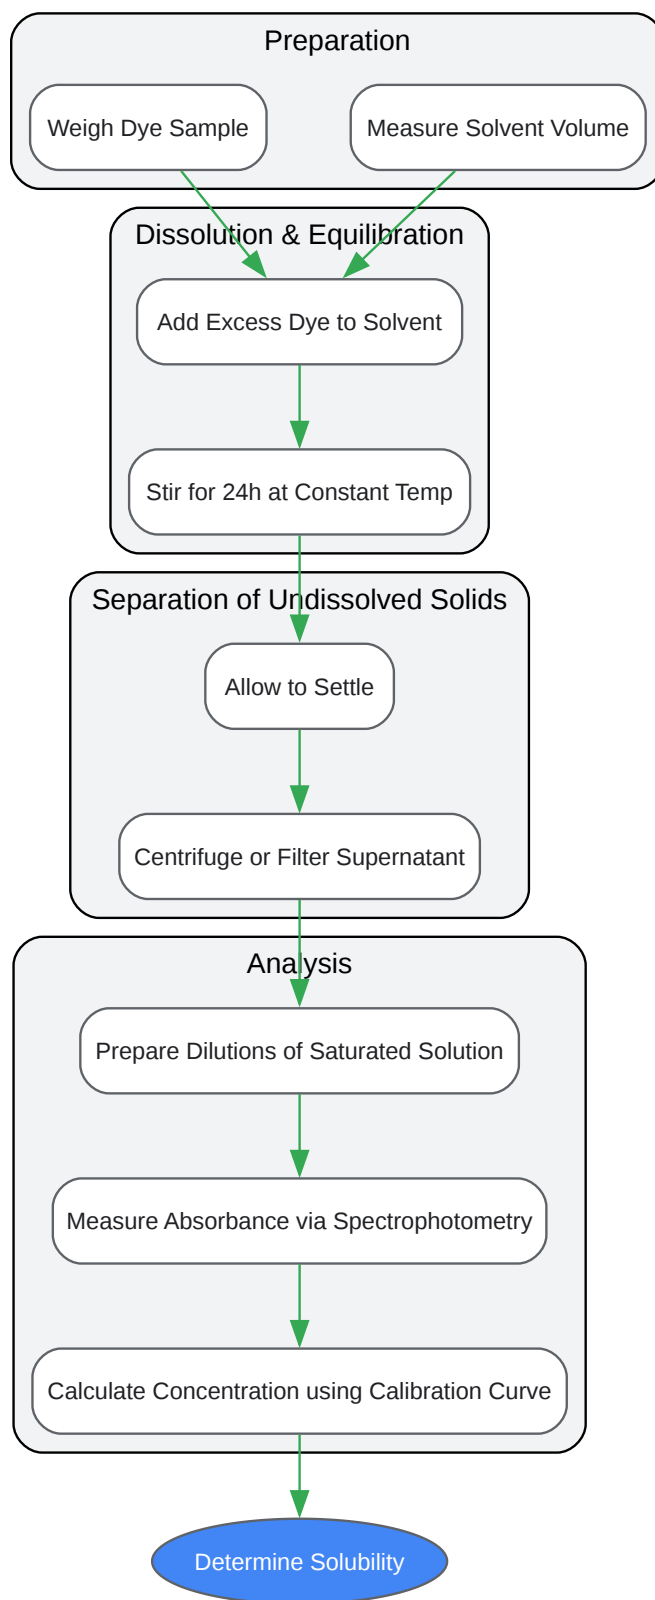 Preparation
Weigh Dye Sample
Measure Solvent Volume
Dissolution & Equilibration
Add Excess Dye to Solvent
Stir for 24h at Constant Temp
Separation of Undissolved Solids
Allow to Settle
Centrifuge or Filter Supernatant
Analysis
Prepare Dilutions of Saturated Solution
Measure Absorbance via Spectrophotometry
Calculate Concentration using Calibration Curve
Determine Solubility